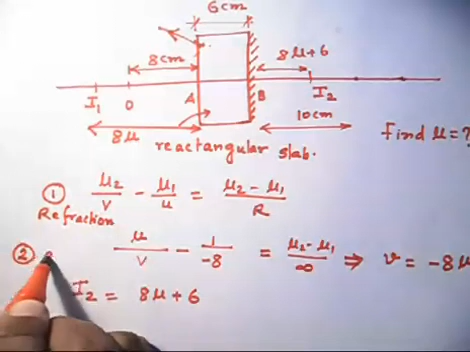 6cm
8cm
8μ+6
I₁ O A B I₂
8μ
10cm
find μ = ?
reactangular slab.
① μ₂/v - μ₁/u = μ₂ - μ₁/R
Refraction
② μ/v - 1/-8 = μ₂ - μ₁/∞ ⇒ v = -8μ
I₂ = 8μ+6